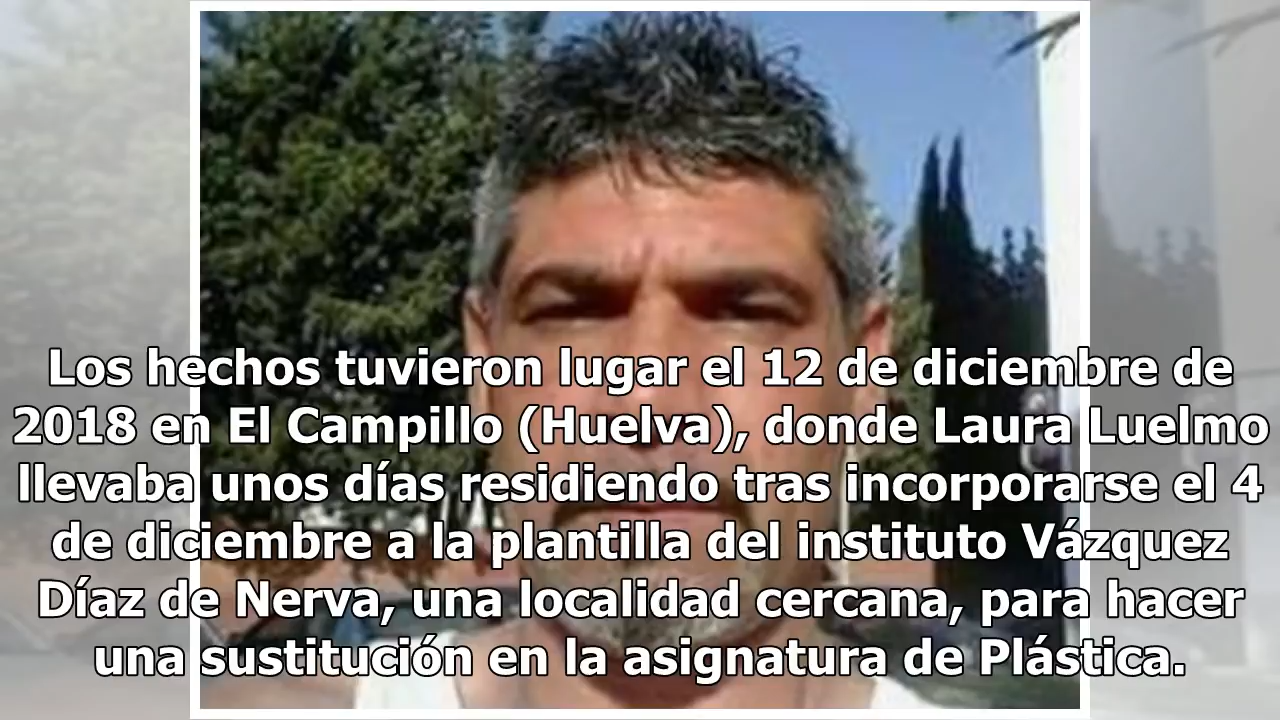 Los hechos tuvieron lugar el 12 de diciembre de
2018 en El Campillo (Huelva), donde Laura Luelmo
llevaba unos días residiendo tras incorporarse el 4
de diciembre a la plantilla del instituto Vázquez
Díaz de Nerva, una localidad cercana, para hacer
una sustitución en la asignatura de Plástica.